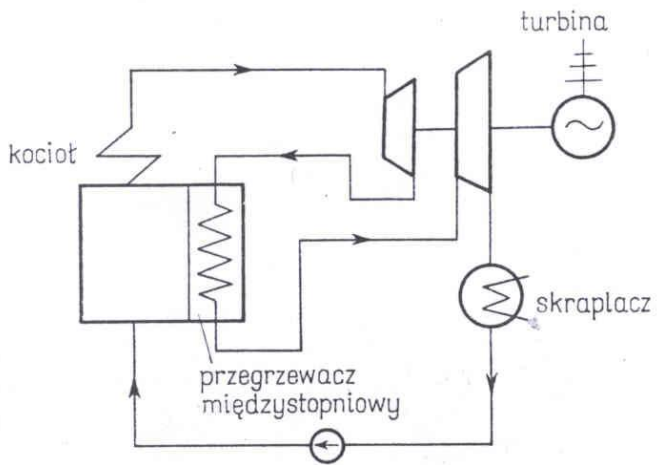 turbina
kocioł
skraplacz
przegrzewacz
międzystopniowy